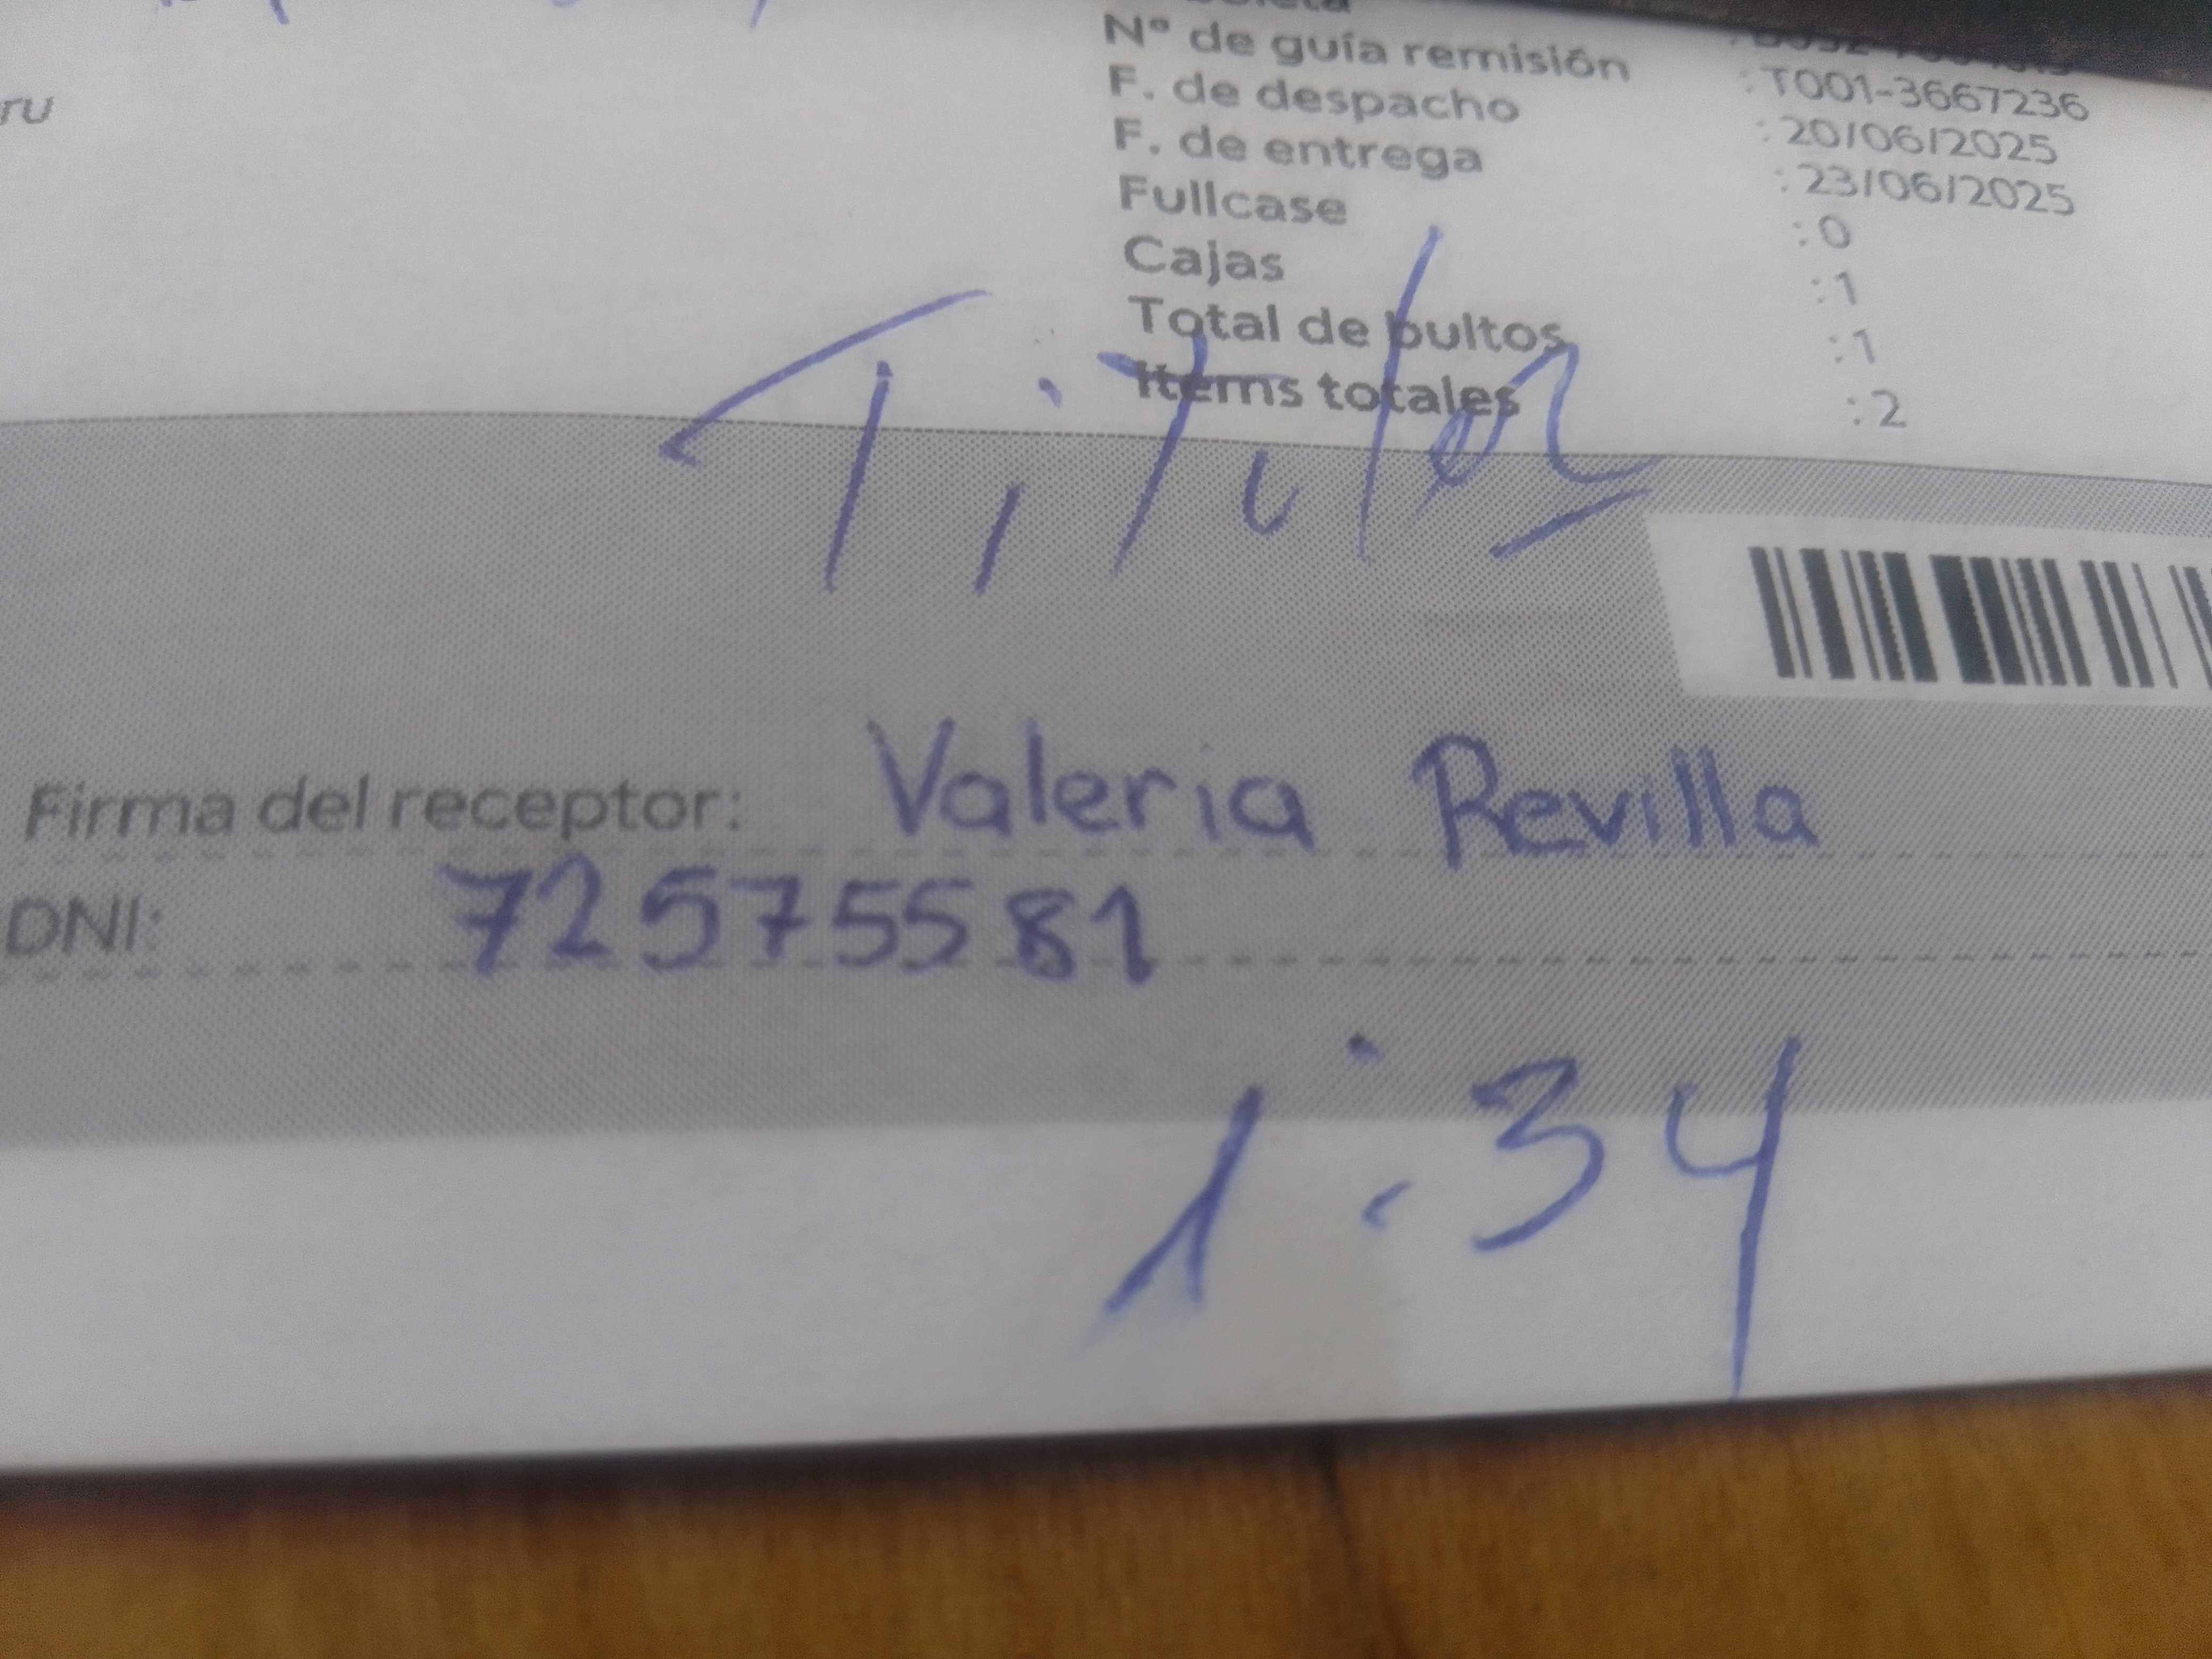 ru
N° de guía remisión : T001-3667236
F. de despacho : 20/06/2025
F. de entrega : 23/06/2025
Fullcase : 0
Cajas : 1
Total de bultos : 1
Items totales : 2
Titular
Firma del receptor: Valeria Revilla
DNI: 72575581
1:34